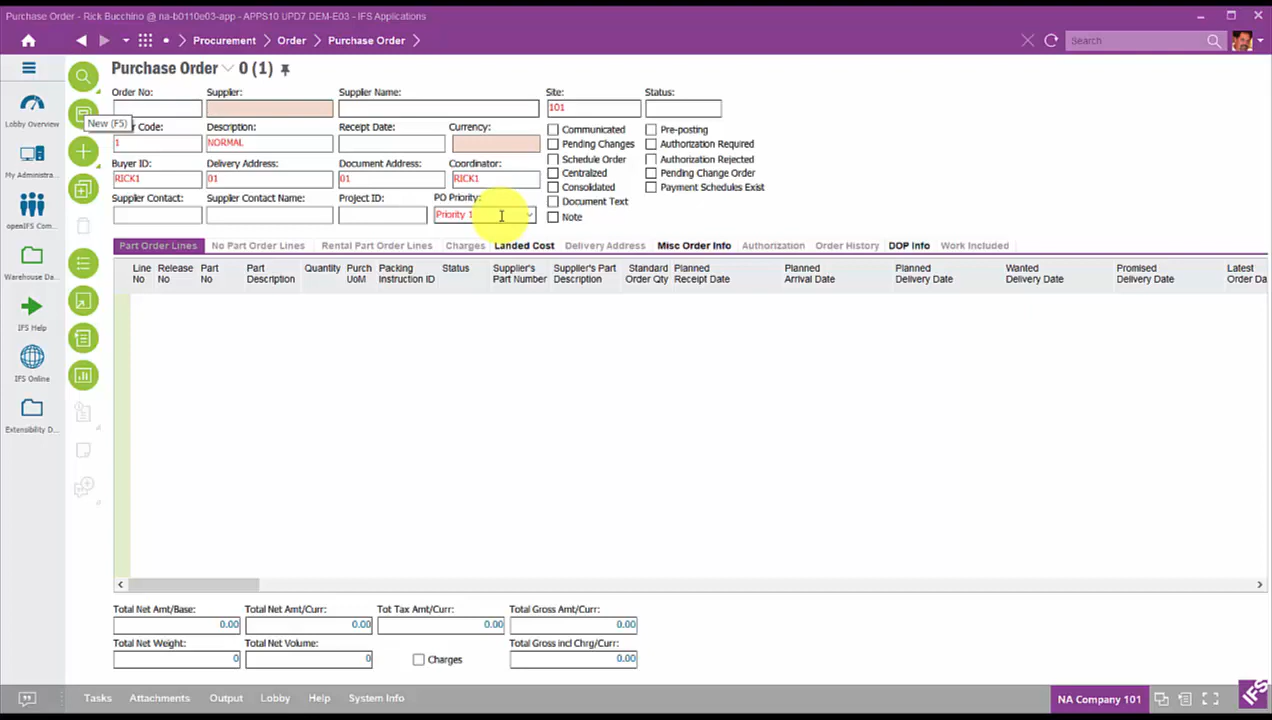 Purchase Order - Rick Bucchino @ na-b0110e03-app - APPS10 UPD7 DEM-E03 - IFS Applications
Procurement Order Purchase Order Search
Purchase Order 0 (1)
Order No: Supplier: Supplier Name: Site: Status:
101
New (F5) Code: Description: Receipt Date: Currency:
1 NORMAL
Communicated Pre-posting
Pending Changes Authorization Required
Schedule Order Authorization Rejected
Centralized Pending Change Order
Consolidated Payment Schedules Exist
Document Text
Note
Buyer ID: Delivery Address: Document Address: Coordinator:
RICK1 01 01 RICK1
Supplier Contact: Supplier Contact Name: Project ID: PO Priority:
Priority 1
Part Order Lines No Part Order Lines Rental Part Order Lines Charges Landed Cost Delivery Address Misc Order Info Authorization Order History DOP Info Work Included
Line Release Part Part Quantity Purch Packing Status Supplier's Supplier's Part Standard Planned Planned Planned Wanted Promised Latest
No No No Description UoM Instruction ID Part Number Description Order Qty Receipt Date Arrival Date Delivery Date Delivery Date Delivery Date Order Da
Lobby Overview
My Administra...
openIFS Com...
Warehouse Da...
IFS Help
IFS Online
Extensibility D...
Total Net Amt/Base: Total Net Amt/Curr: Tot Tax Amt/Curr: Total Gross Amt/Curr:
0.00 0.00 0.00 0.00
Total Net Weight: Total Net Volume: Total Gross incl Chrg/Curr:
0 0 Charges 0.00
Tasks Attachments Output Lobby Help System Info NA Company 101 IFS